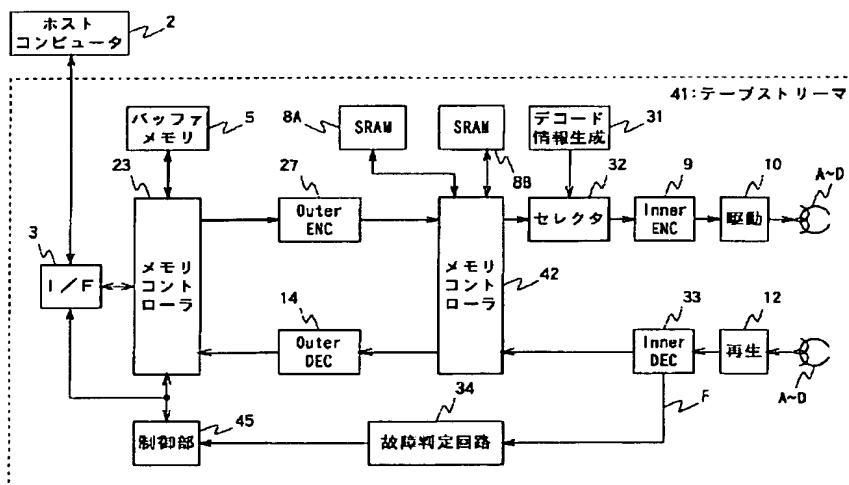 ホスト
コンピュータ
2
41:テープストリーマ
バッファ
メモリ
5
8A
SRAM
SRAM
8B
デコード
情報生成
31
23
27
32
9
10
A~D
3
Outer
ENC
セレクタ
Inner
ENC
駆動
I/F
メモリ
コント
ローラ
メモリ
コント
ローラ
42
14
33
12
Outer
DEC
Inner
DEC
再生
A~D
45
34
F
制御部
故障判定回路